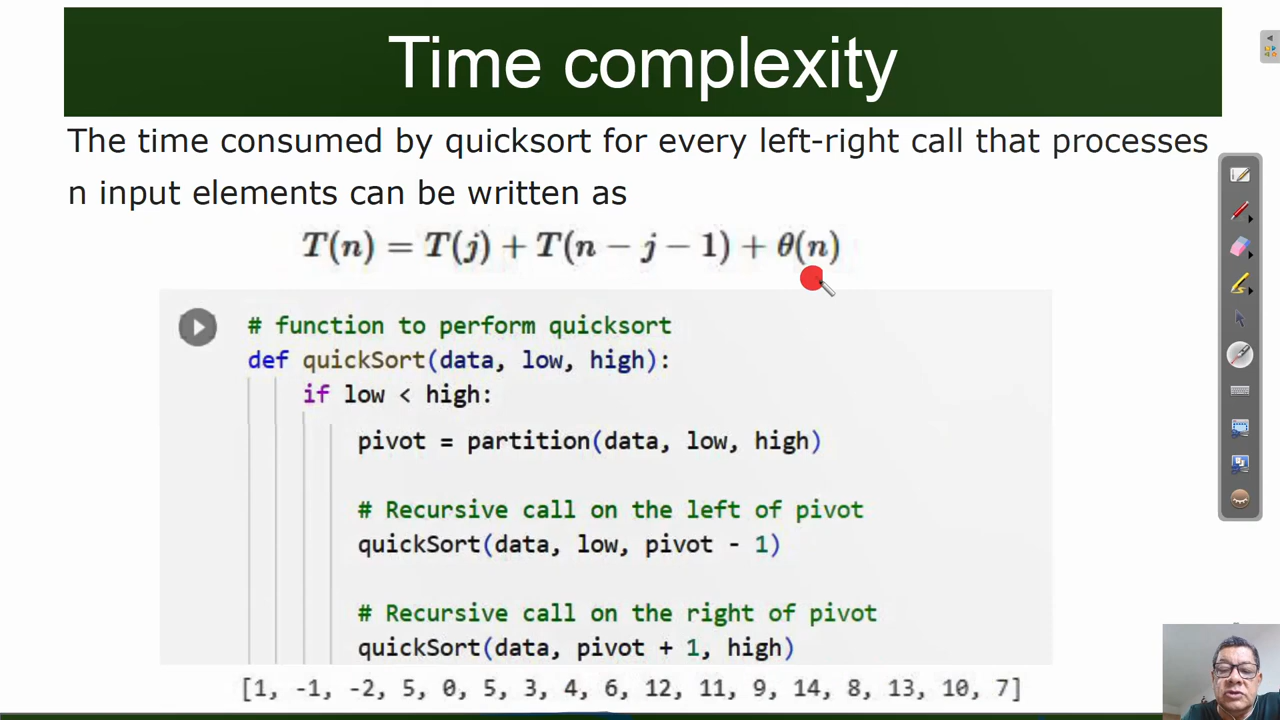 Time complexity
The time consumed by quicksort for every left-right call that processes
n input elements can be written as
T(n) = T(j) + T(n − j − 1) + θ(n)
# function to perform quicksort
def quickSort(data, low, high):
if low < high:
pivot = partition(data, low, high)
# Recursive call on the left of pivot
quickSort(data, low, pivot - 1)
# Recursive call on the right of pivot
quickSort(data, pivot + 1, high)
[1, -1, -2, 5, 0, 5, 3, 4, 6, 12, 11, 9, 14, 8, 13, 10, 7]